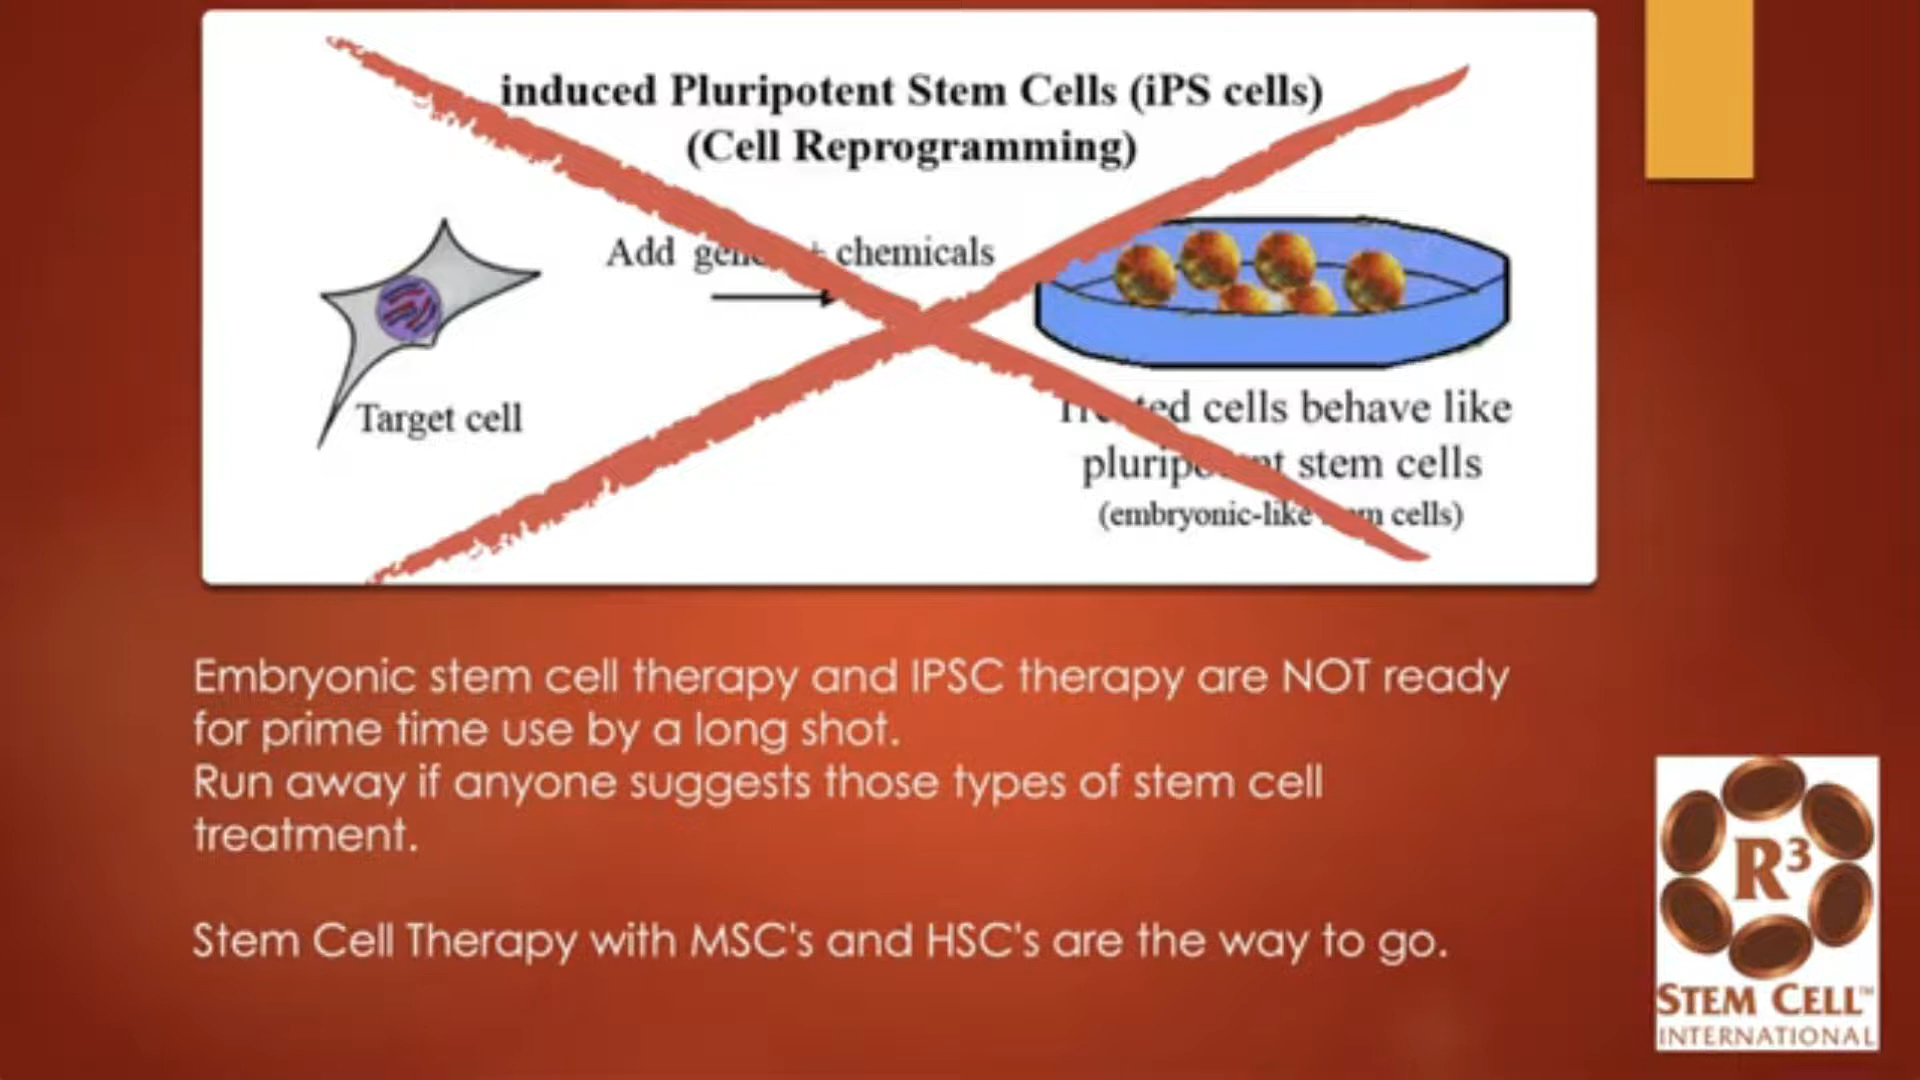 induced Pluripotent Stem Cells (iPS cells)
(Cell Reprogramming)
Add + chemicals
Target cell
cells behave like
stem cells
(embryonic-like cells)
Embryonic stem cell therapy and IPSC therapy are NOT ready
for prime time use by a long shot.
Run away if anyone suggests those types of stem cell
treatment.
Stem Cell Therapy with MSC's and HSC's are the way to go.
R³
STEM CELL™
INTERNATIONAL